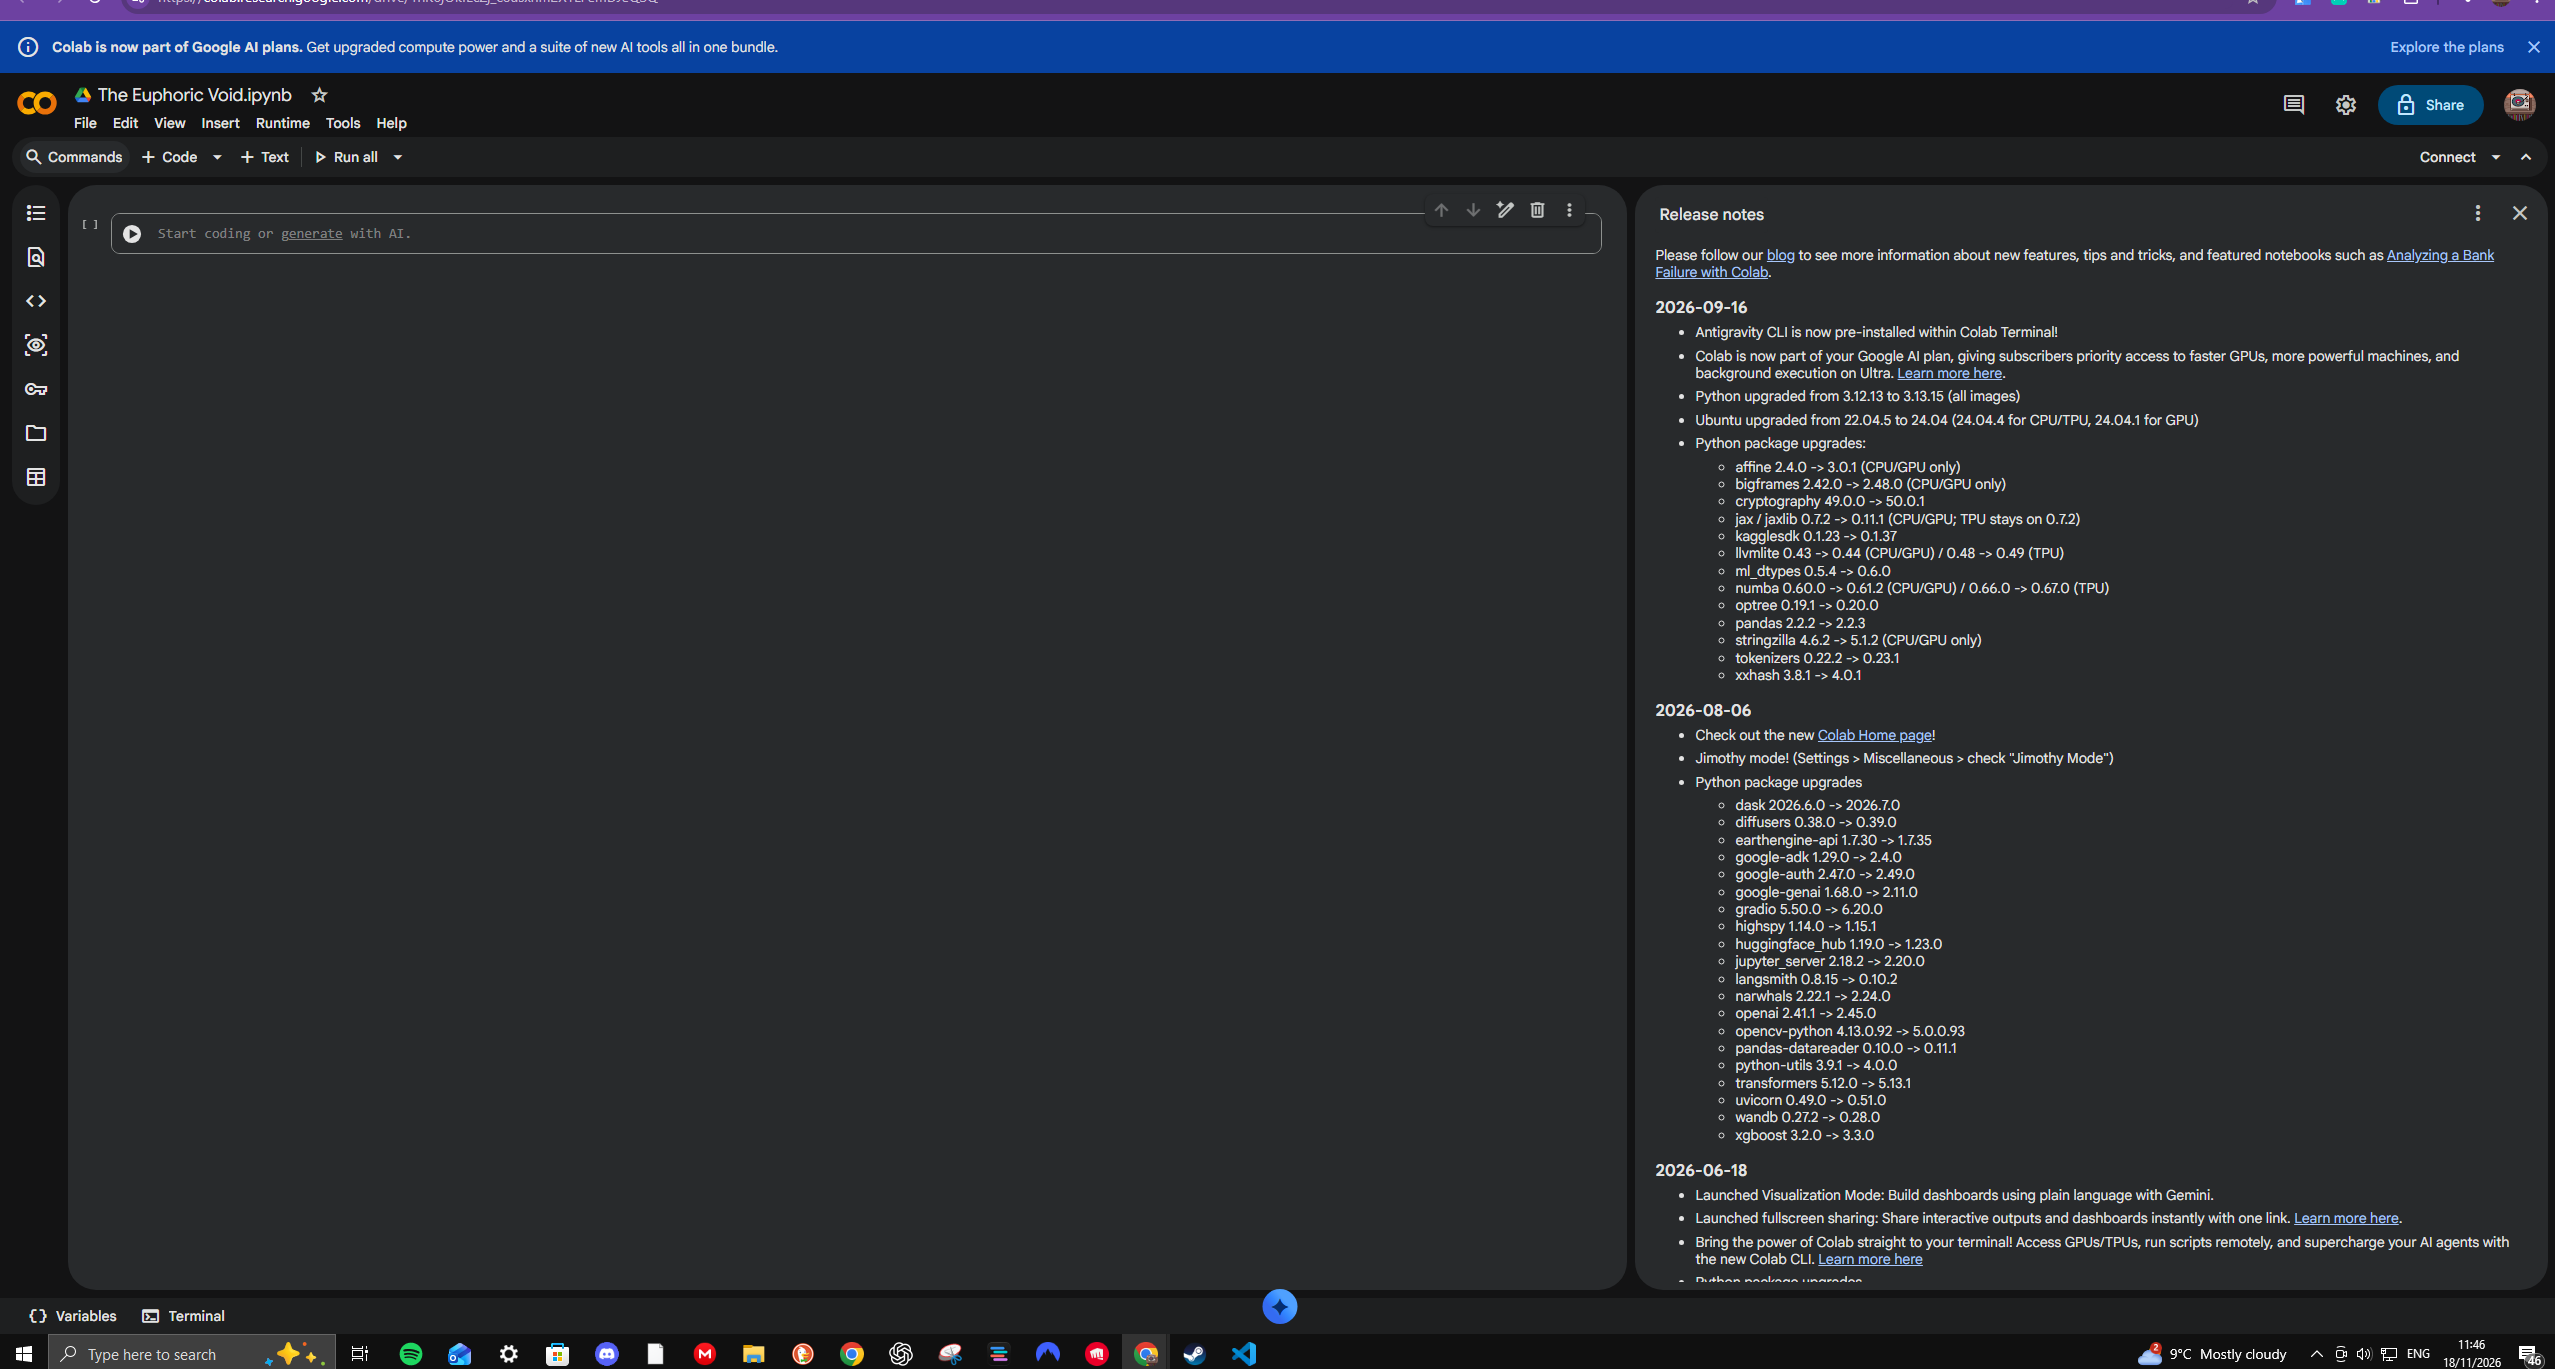 Colab is now part of Google AI plans. Get upgraded compute power and a suite of new AI tools all in one bundle.
Explore the plans
The Euphoric Void.ipynb
File Edit View Insert Runtime Tools Help
Share
Commands + Code + Text Run all
Connect
[ ]
Start coding or generate with AI.
Release notes
Please follow our blog to see more information about new features, tips and tricks, and featured notebooks such as Analyzing a Bank
Failure with Colab.
2026-09-16
Antigravity CLI is now pre-installed within Colab Terminal!
Colab is now part of your Google AI plan, giving subscribers priority access to faster GPUs, more powerful machines, and
background execution on Ultra. Learn more here.
Python upgraded from 3.12.13 to 3.13.15 (all images)
Ubuntu upgraded from 22.04.5 to 24.04 (24.04.4 for CPU/TPU, 24.04.1 for GPU)
Python package upgrades:
affine 2.4.0 -> 3.0.1 (CPU/GPU only)
bigframes 2.42.0 -> 2.48.0 (CPU/GPU only)
cryptography 49.0.0 -> 50.0.1
jax / jaxlib 0.7.2 -> 0.11.1 (CPU/GPU; TPU stays on 0.7.2)
kagglesdk 0.1.23 -> 0.1.37
llvmlite 0.43 -> 0.44 (CPU/GPU) / 0.48 -> 0.49 (TPU)
ml_dtypes 0.5.4 -> 0.6.0
numba 0.60.0 -> 0.61.2 (CPU/GPU) / 0.66.0 -> 0.67.0 (TPU)
optree 0.19.1 -> 0.20.0
pandas 2.2.2 -> 2.2.3
stringzilla 4.6.2 -> 5.1.2 (CPU/GPU only)
tokenizers 0.22.2 -> 0.23.1
xxhash 3.8.1 -> 4.0.1
2026-08-06
Check out the new Colab Home page!
Jimothy mode! (Settings > Miscellaneous > check "Jimothy Mode")
Python package upgrades
dask 2026.6.0 -> 2026.7.0
diffusers 0.38.0 -> 0.39.0
earthengine-api 1.7.30 -> 1.7.35
google-adk 1.29.0 -> 2.4.0
google-auth 2.47.0 -> 2.49.0
google-genai 1.68.0 -> 2.11.0
gradio 5.50.0 -> 6.20.0
highspy 1.14.0 -> 1.15.1
huggingface_hub 1.19.0 -> 1.23.0
jupyter_server 2.18.2 -> 2.20.0
langsmith 0.8.15 -> 0.10.2
narwhals 2.22.1 -> 2.24.0
openai 2.41.1 -> 2.45.0
opencv-python 4.13.0.92 -> 5.0.0.93
pandas-datareader 0.10.0 -> 0.11.1
python-utils 3.9.1 -> 4.0.0
transformers 5.12.0 -> 5.13.1
uvicorn 0.49.0 -> 0.51.0
wandb 0.27.2 -> 0.28.0
xgboost 3.2.0 -> 3.3.0
2026-06-18
Launched Visualization Mode: Build dashboards using plain language with Gemini.
Launched fullscreen sharing: Share interactive outputs and dashboards instantly with one link. Learn more here.
Bring the power of Colab straight to your terminal! Access GPUs/TPUs, run scripts remotely, and supercharge your AI agents with
the new Colab CLI. Learn more here
Python package upgrades
Variables Terminal
Type here to search
2
9°C Mostly cloudy
ENG
11:46
18/11/2026
46